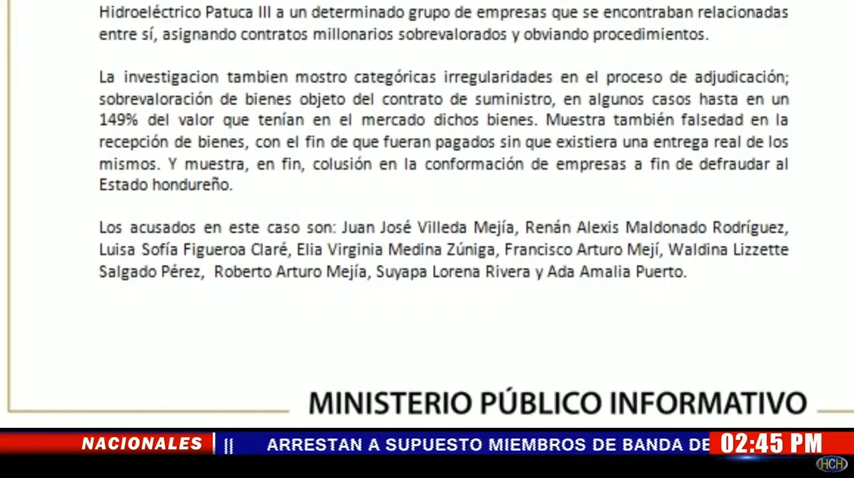 Hidroeléctrico Patuca III a un determinado grupo de empresas que se encontraban relacionadas
entre sí, asignando contratos millonarios sobrevalorados y obviando procedimientos.
La investigacion tambien mostro categóricas irregularidades en el proceso de adjudicación;
sobrevaloración de bienes objeto del contrato de suministro, en algunos casos hasta en un
149% del valor que tenían en el mercado dichos bienes. Muestra también falsedad en la
recepción de bienes, con el fin de que fueran pagados sin que existiera una entrega real de los
mismos. Y muestra, en fin, colusión en la conformación de empresas a fin de defraudar al
Estado hondureño.
Los acusados en este caso son: Juan José Villeda Mejía, Renán Alexis Maldonado Rodríguez,
Luisa Sofía Figueroa Claré, Elia Virginia Medina Zúniga, Francisco Arturo Mejí, Waldina Lizzette
Salgado Pérez, Roberto Arturo Mejía, Suyapa Lorena Rivera y Ada Amalia Puerto.
MINISTERIO PÚBLICO INFORMATIVO
NACIONALES || ARRESTAN A SUPUESTO MIEMBROS DE BANDA DE 02:45 PM
HCH